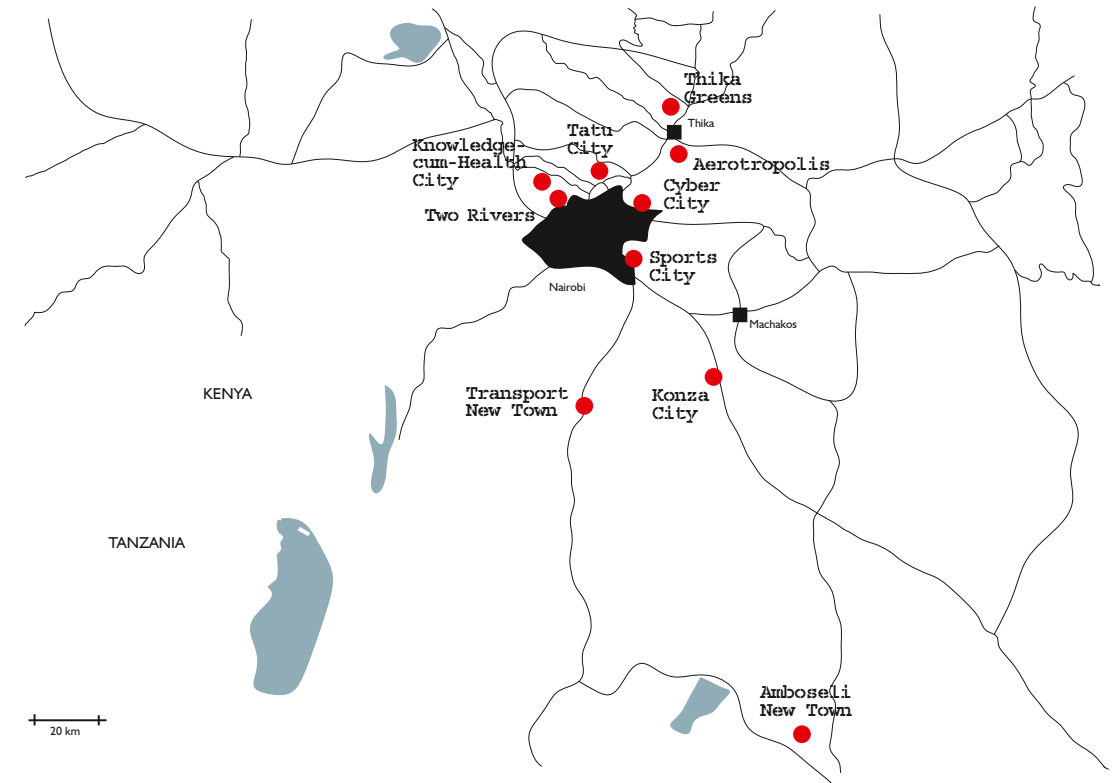 Thika
Greens
Thika
Tatu
City
Knowledge-
cum-Health
City
Aerotropolis
Cyber
City
Two Rivers
Sports
City
Nairobi
Machakos
KENYA
Transport
New Town
Konza
City
TANZANIA
Amboseli
New Town
20 km